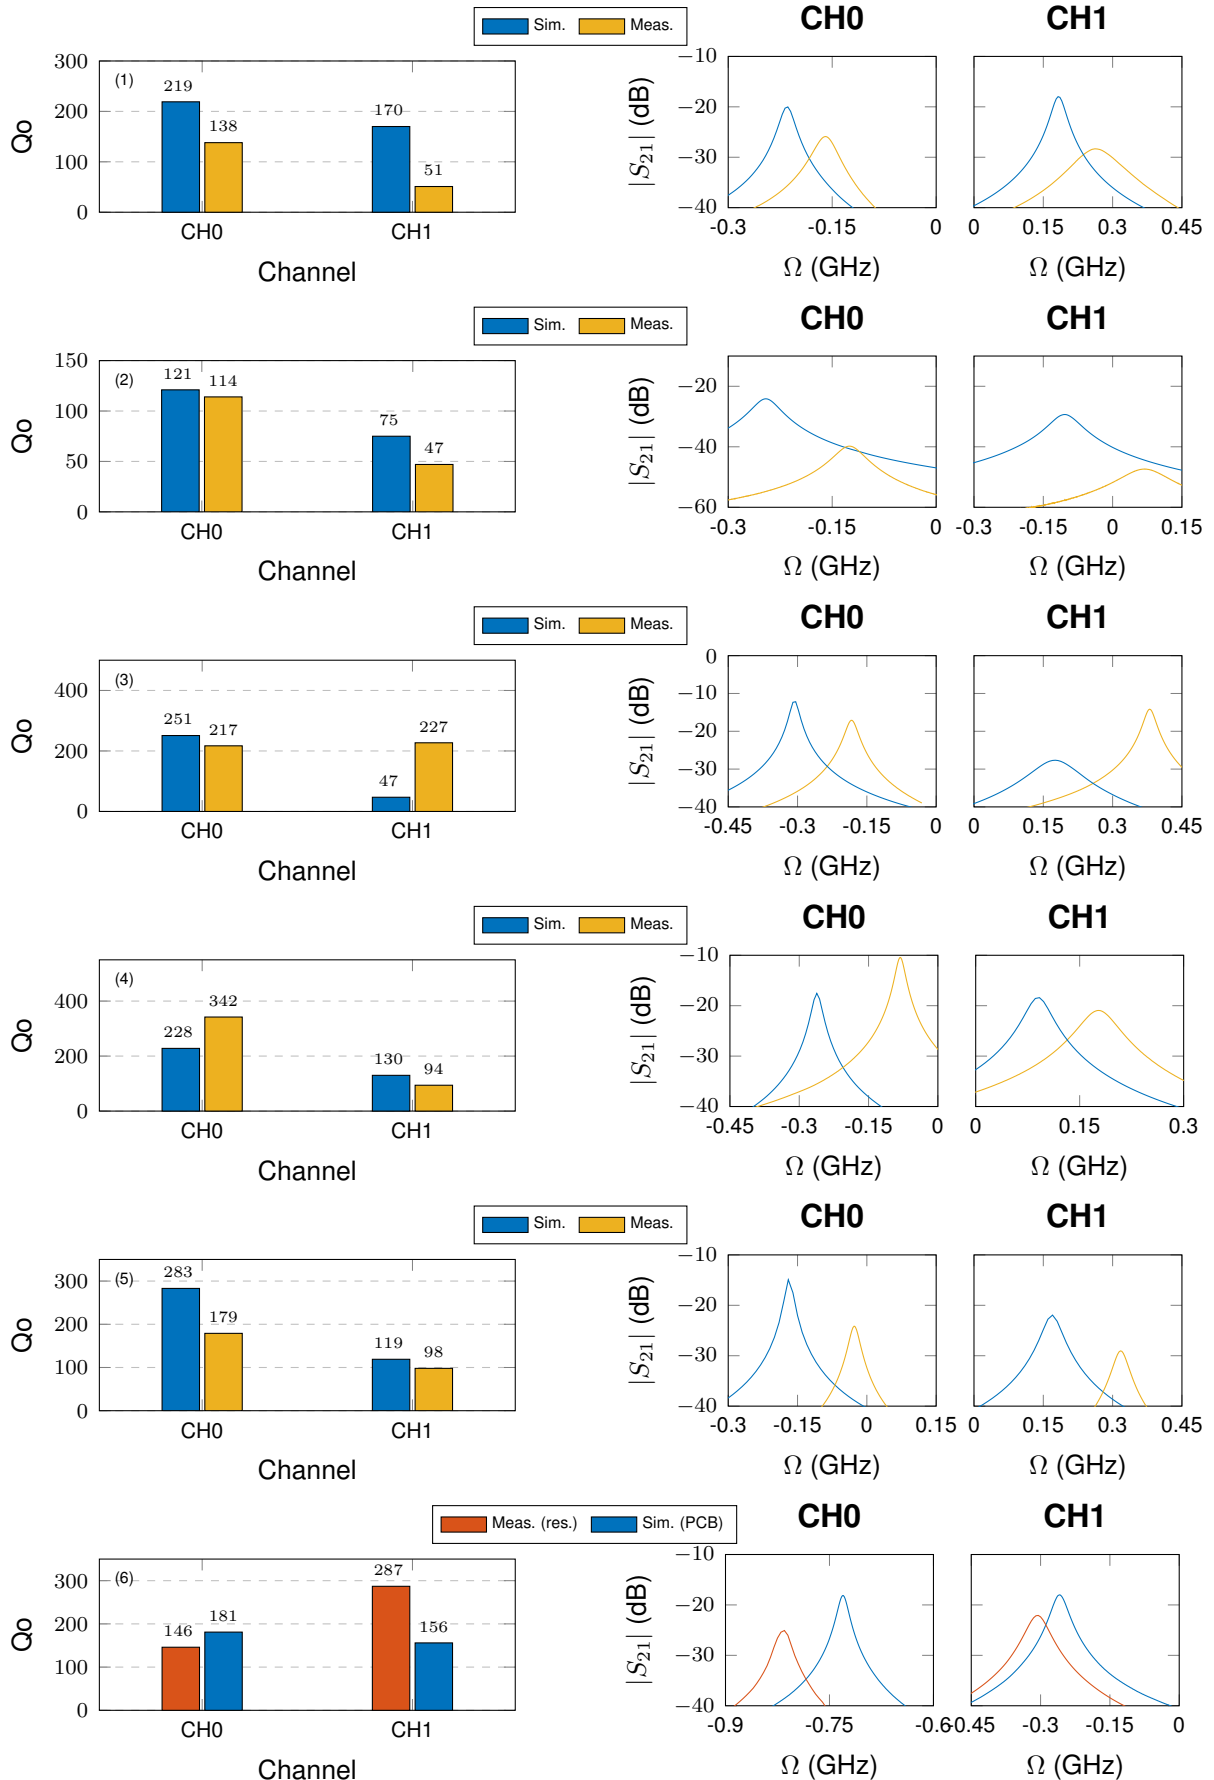 Sim. Meas.
CH0 CH1
(1)
Qo
300
200
100
0
219
138
170
51
CH0 CH1
Channel
|S21| (dB)
−10
−20
−30
−40
-0.3 -0.15 0
Ω (GHz)
0 0.15 0.3 0.45
Ω (GHz)
Sim. Meas.
CH0 CH1
(2)
Qo
150
100
50
0
121
114
75
47
CH0 CH1
Channel
|S21| (dB)
−20
−40
−60
-0.3 -0.15 0
Ω (GHz)
-0.3 -0.15 0 0.15
Ω (GHz)
Sim. Meas.
CH0 CH1
(3)
Qo
400
200
0
251
217
47
227
CH0 CH1
Channel
|S21| (dB)
0
−10
−20
−30
−40
-0.45 -0.3 -0.15 0
Ω (GHz)
0 0.15 0.3 0.45
Ω (GHz)
Sim. Meas.
CH0 CH1
(4)
Qo
400
200
0
228
342
130
94
CH0 CH1
Channel
|S21| (dB)
−10
−20
−30
−40
-0.45 -0.3 -0.15 0
Ω (GHz)
0 0.15 0.3
Ω (GHz)
Sim. Meas.
CH0 CH1
(5)
Qo
300
200
100
0
283
179
119
98
CH0 CH1
Channel
|S21| (dB)
−10
−20
−30
−40
-0.3 -0.15 0 0.15
Ω (GHz)
0 0.15 0.3 0.45
Ω (GHz)
Meas. (res.) Sim. (PCB)
CH0 CH1
(6)
Qo
300
200
100
0
146
181
287
156
CH0 CH1
Channel
|S21| (dB)
−10
−20
−30
−40
-0.9 -0.75 -0.6
Ω (GHz)
-0.45 -0.3 -0.15 0
Ω (GHz)